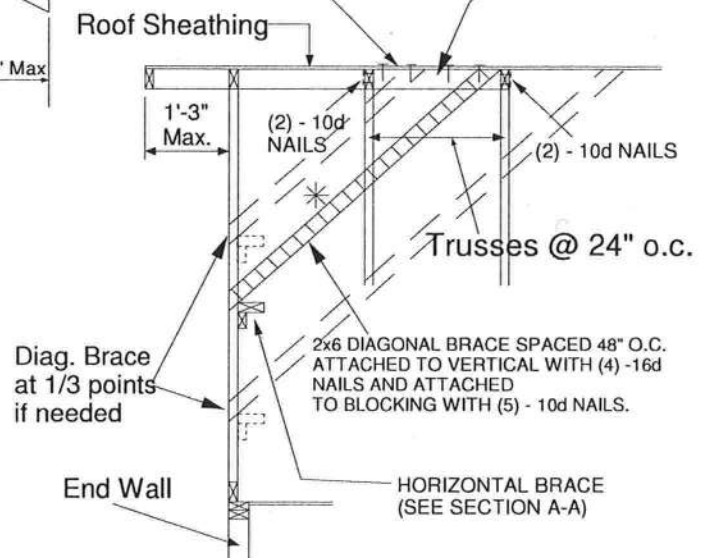 Roof Sheathing
' Max
1'-3"
Max.
(2) - 10d
NAILS
(2) - 10d NAILS
Trusses @ 24" o.c.
2x6 DIAGONAL BRACE SPACED 48" O.C.
ATTACHED TO VERTICAL WITH (4) -16d
NAILS AND ATTACHED
TO BLOCKING WITH (5) - 10d NAILS.
Diag. Brace
at 1/3 points
if needed
End Wall
HORIZONTAL BRACE
(SEE SECTION A-A)